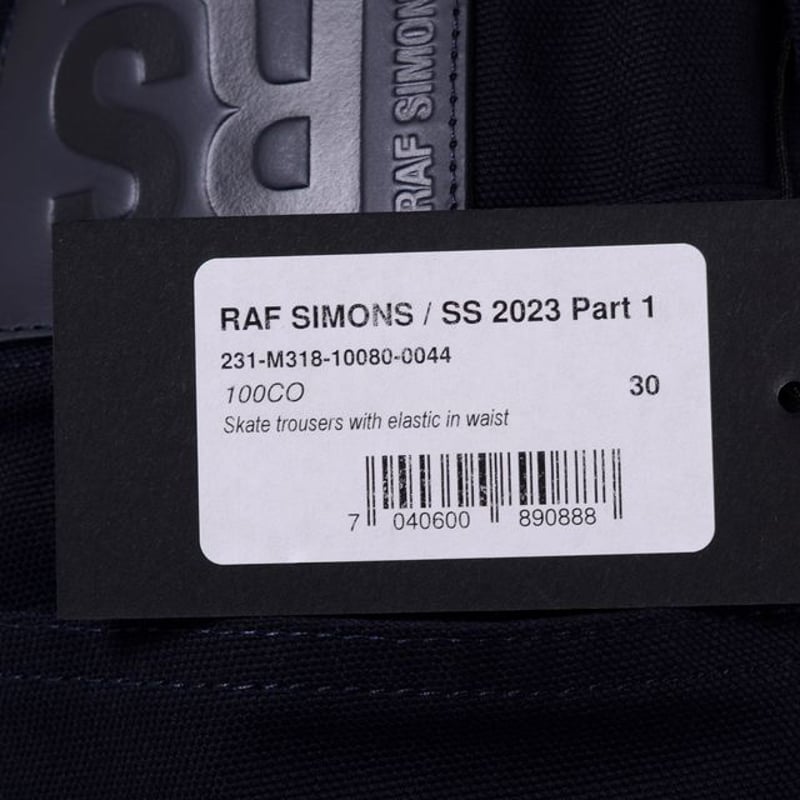 RS
RAF SIMON
RAF SIMONS / SS 2023 Part 1
231-M318-10080-0044
100CO
30
Skate trousers with elastic in waist
7 040600 890888